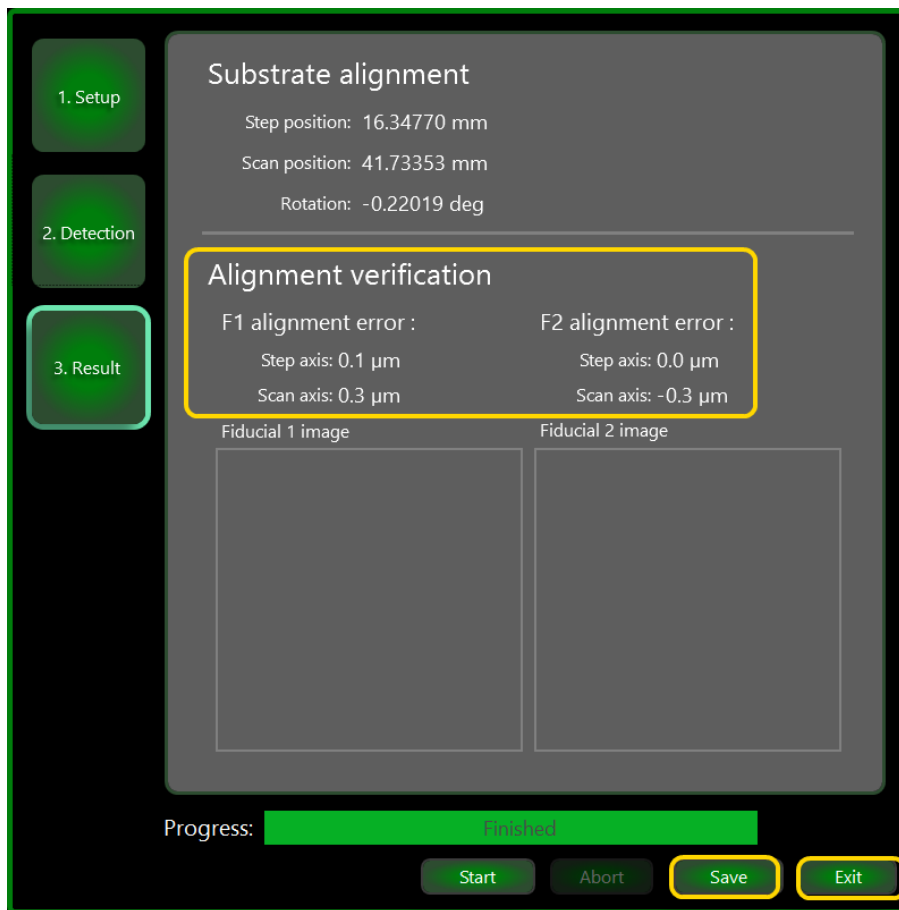 1. Setup
2. Detection
3. Result
Substrate alignment
Step position: 16.34770 mm
Scan position: 41.73353 mm
Rotation: -0.22019 deg
Alignment verification
F1 alignment error :
Step axis: 0.1 µm
Scan axis: 0.3 µm
F2 alignment error :
Step axis: 0.0 µm
Scan axis: -0.3 µm
Fiducial 1 image
Fiducial 2 image
Progress: Finished
Start Abort Save Exit